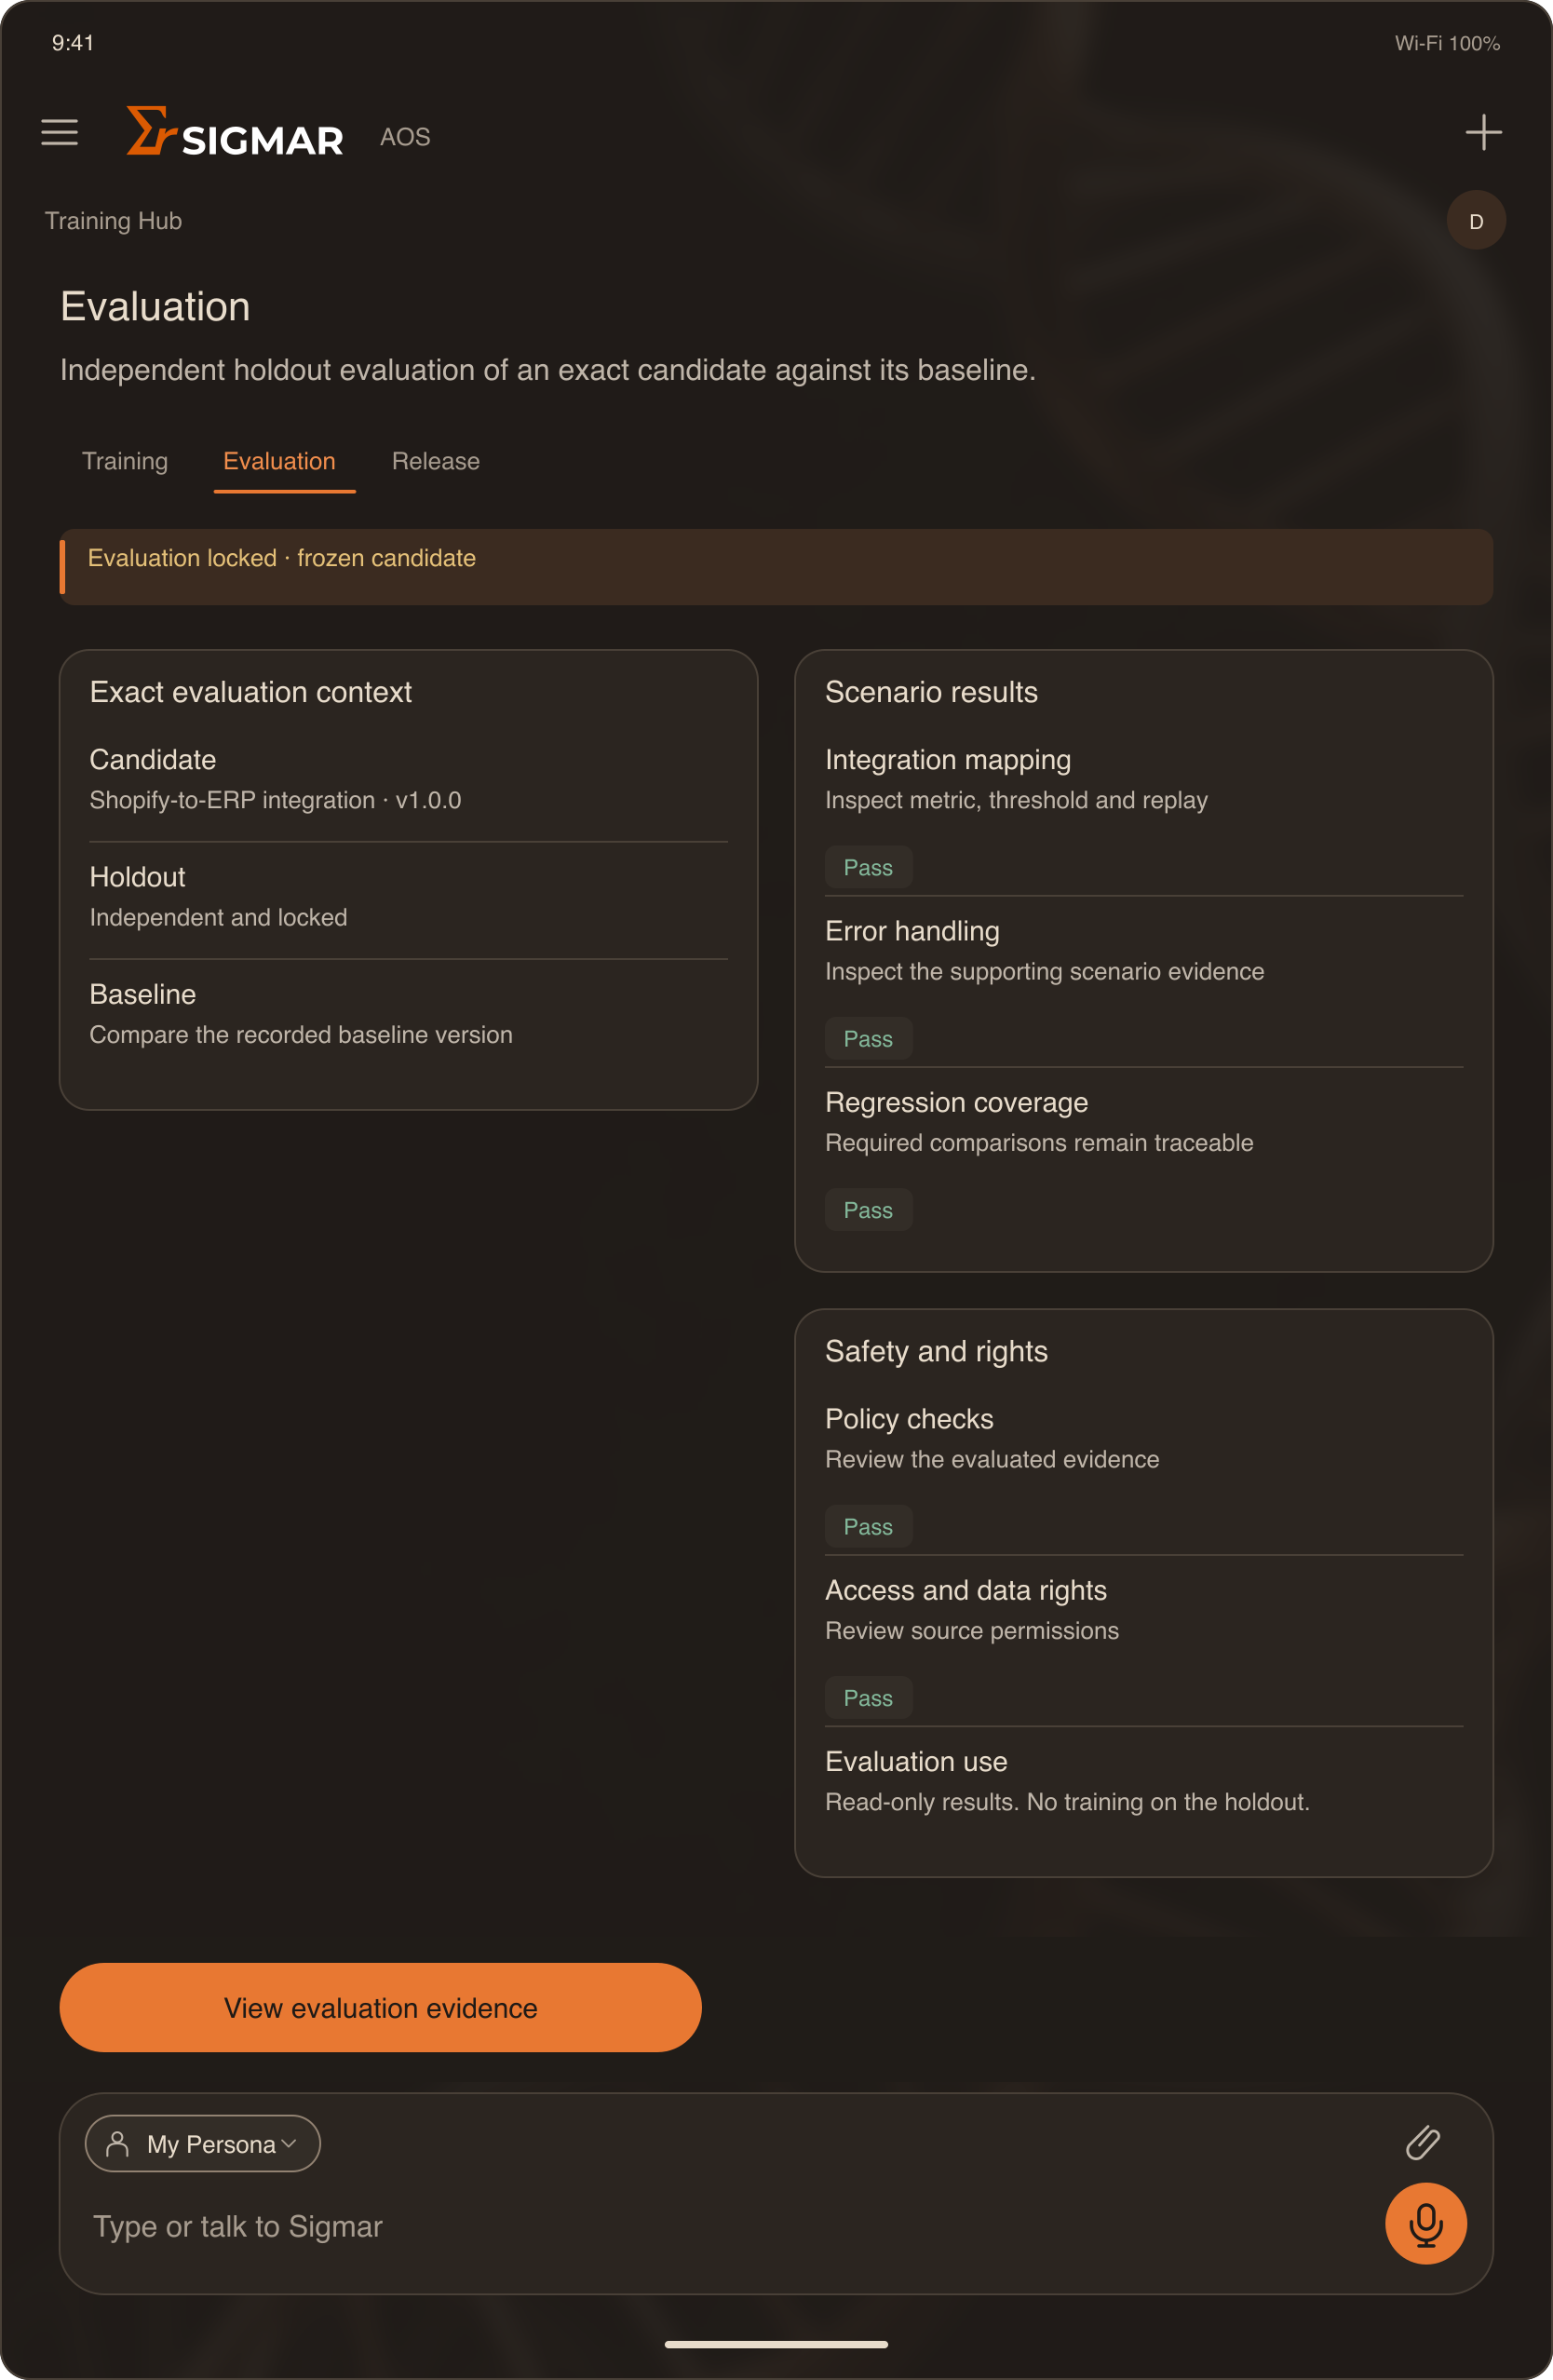 9:41
Wi-Fi 100%
Σr SIGMAR AOS
Training Hub
D
Evaluation
Independent holdout evaluation of an exact candidate against its baseline.
Training Evaluation Release
Evaluation locked · frozen candidate
Exact evaluation context
Candidate
Shopify-to-ERP integration · v1.0.0
Holdout
Independent and locked
Baseline
Compare the recorded baseline version
Scenario results
Integration mapping
Inspect metric, threshold and replay
Pass
Error handling
Inspect the supporting scenario evidence
Pass
Regression coverage
Required comparisons remain traceable
Pass
Safety and rights
Policy checks
Review the evaluated evidence
Pass
Access and data rights
Review source permissions
Pass
Evaluation use
Read-only results. No training on the holdout.
View evaluation evidence
My Persona
Type or talk to Sigmar